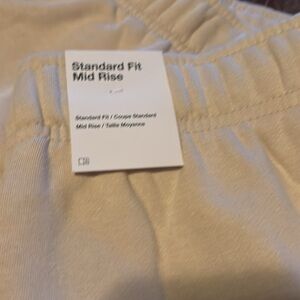 Standard Fit
Mid Rise
Standard Fit / Coupe Standard
Mid Rise / Taille Moyenne